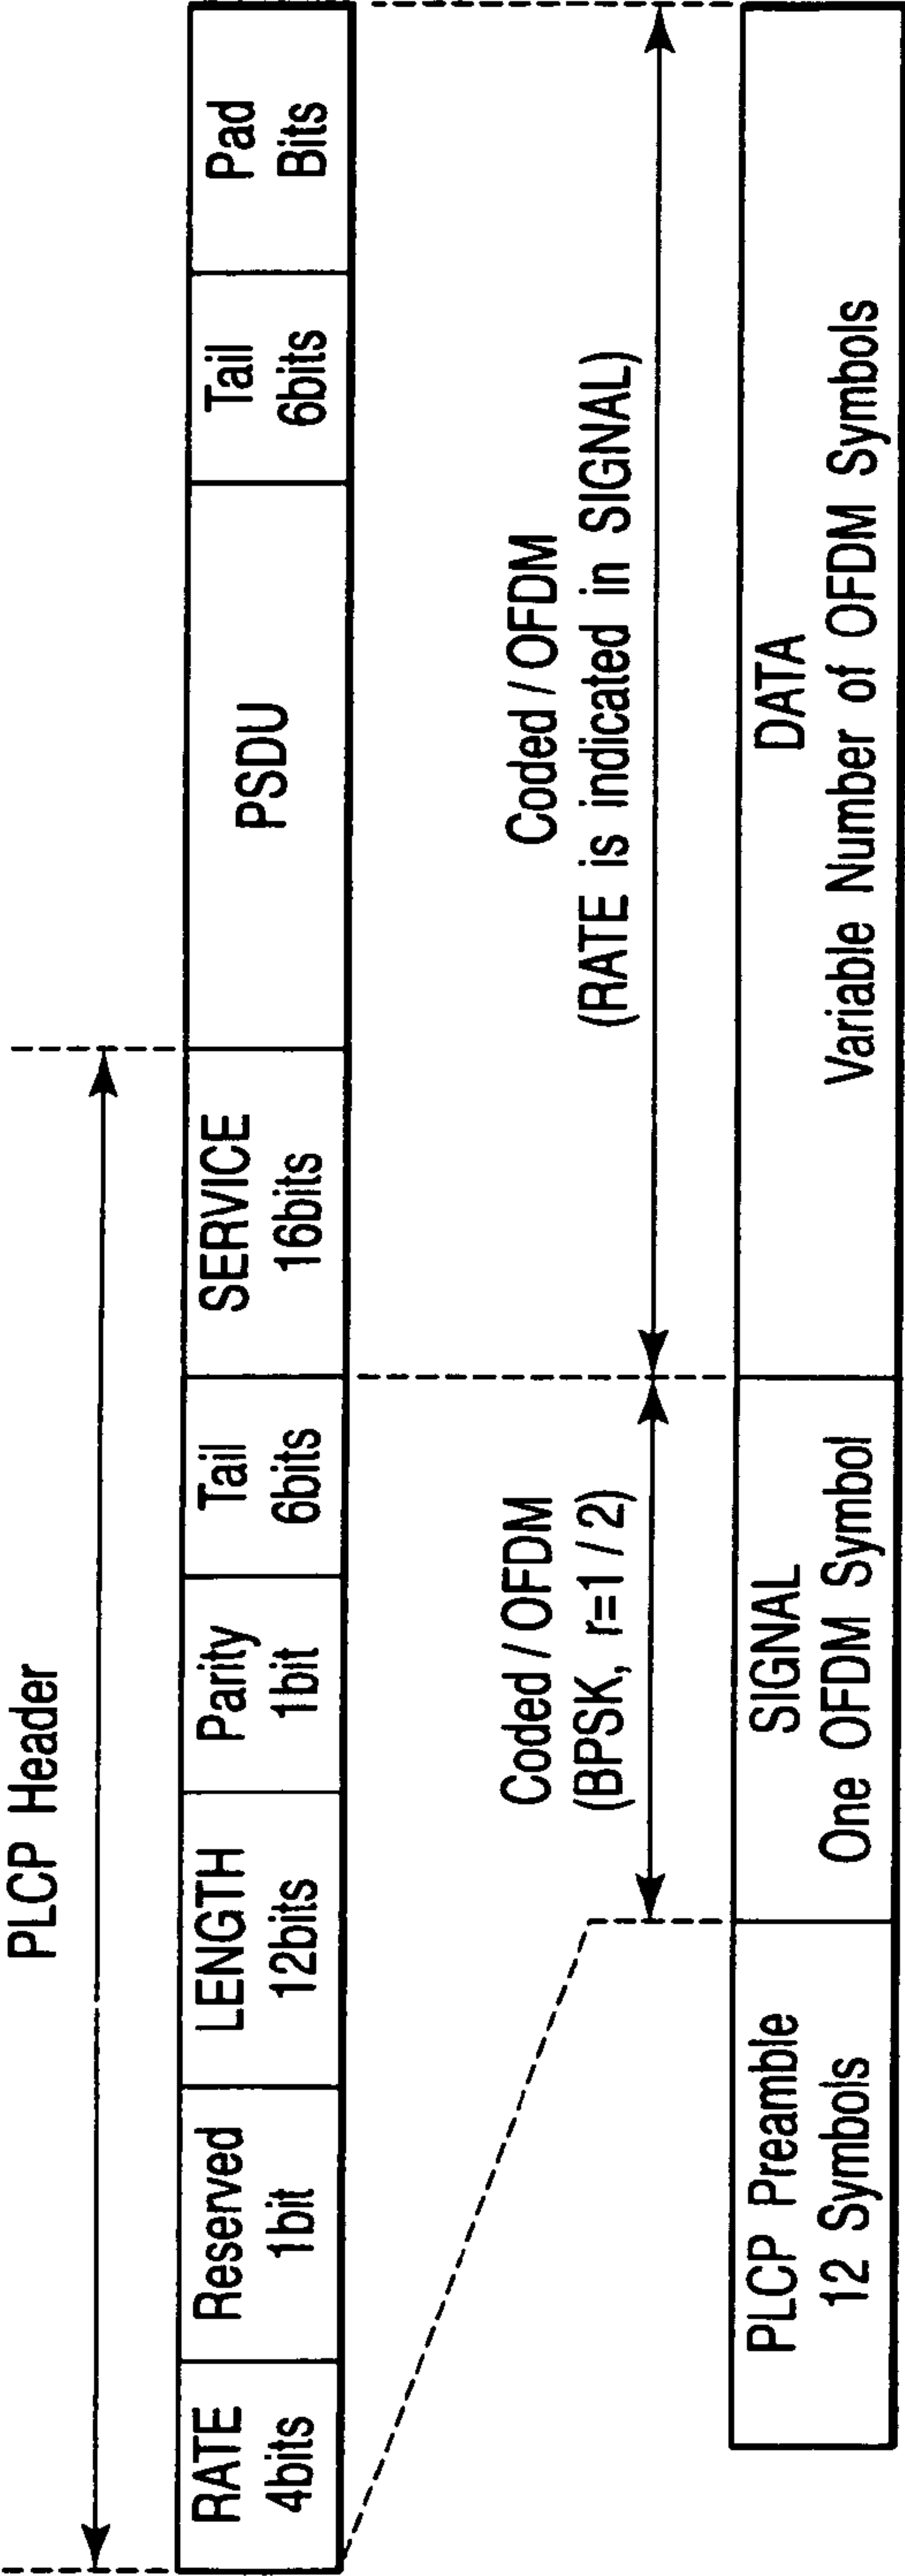 PLCP Header
RATE
4bits
Reserved
1bit
LENGTH
12bits
Parity
1bit
Tail
6bits
SERVICE
16bits
PSDU
Tail
6bits
Pad
Bits
Coded / OFDM
(BPSK, r=1 / 2)
Coded / OFDM
(RATE is indicated in SIGNAL)
PLCP Preamble
12 Symbols
SIGNAL
One OFDM Symbol
DATA
Variable Number of OFDM Symbols